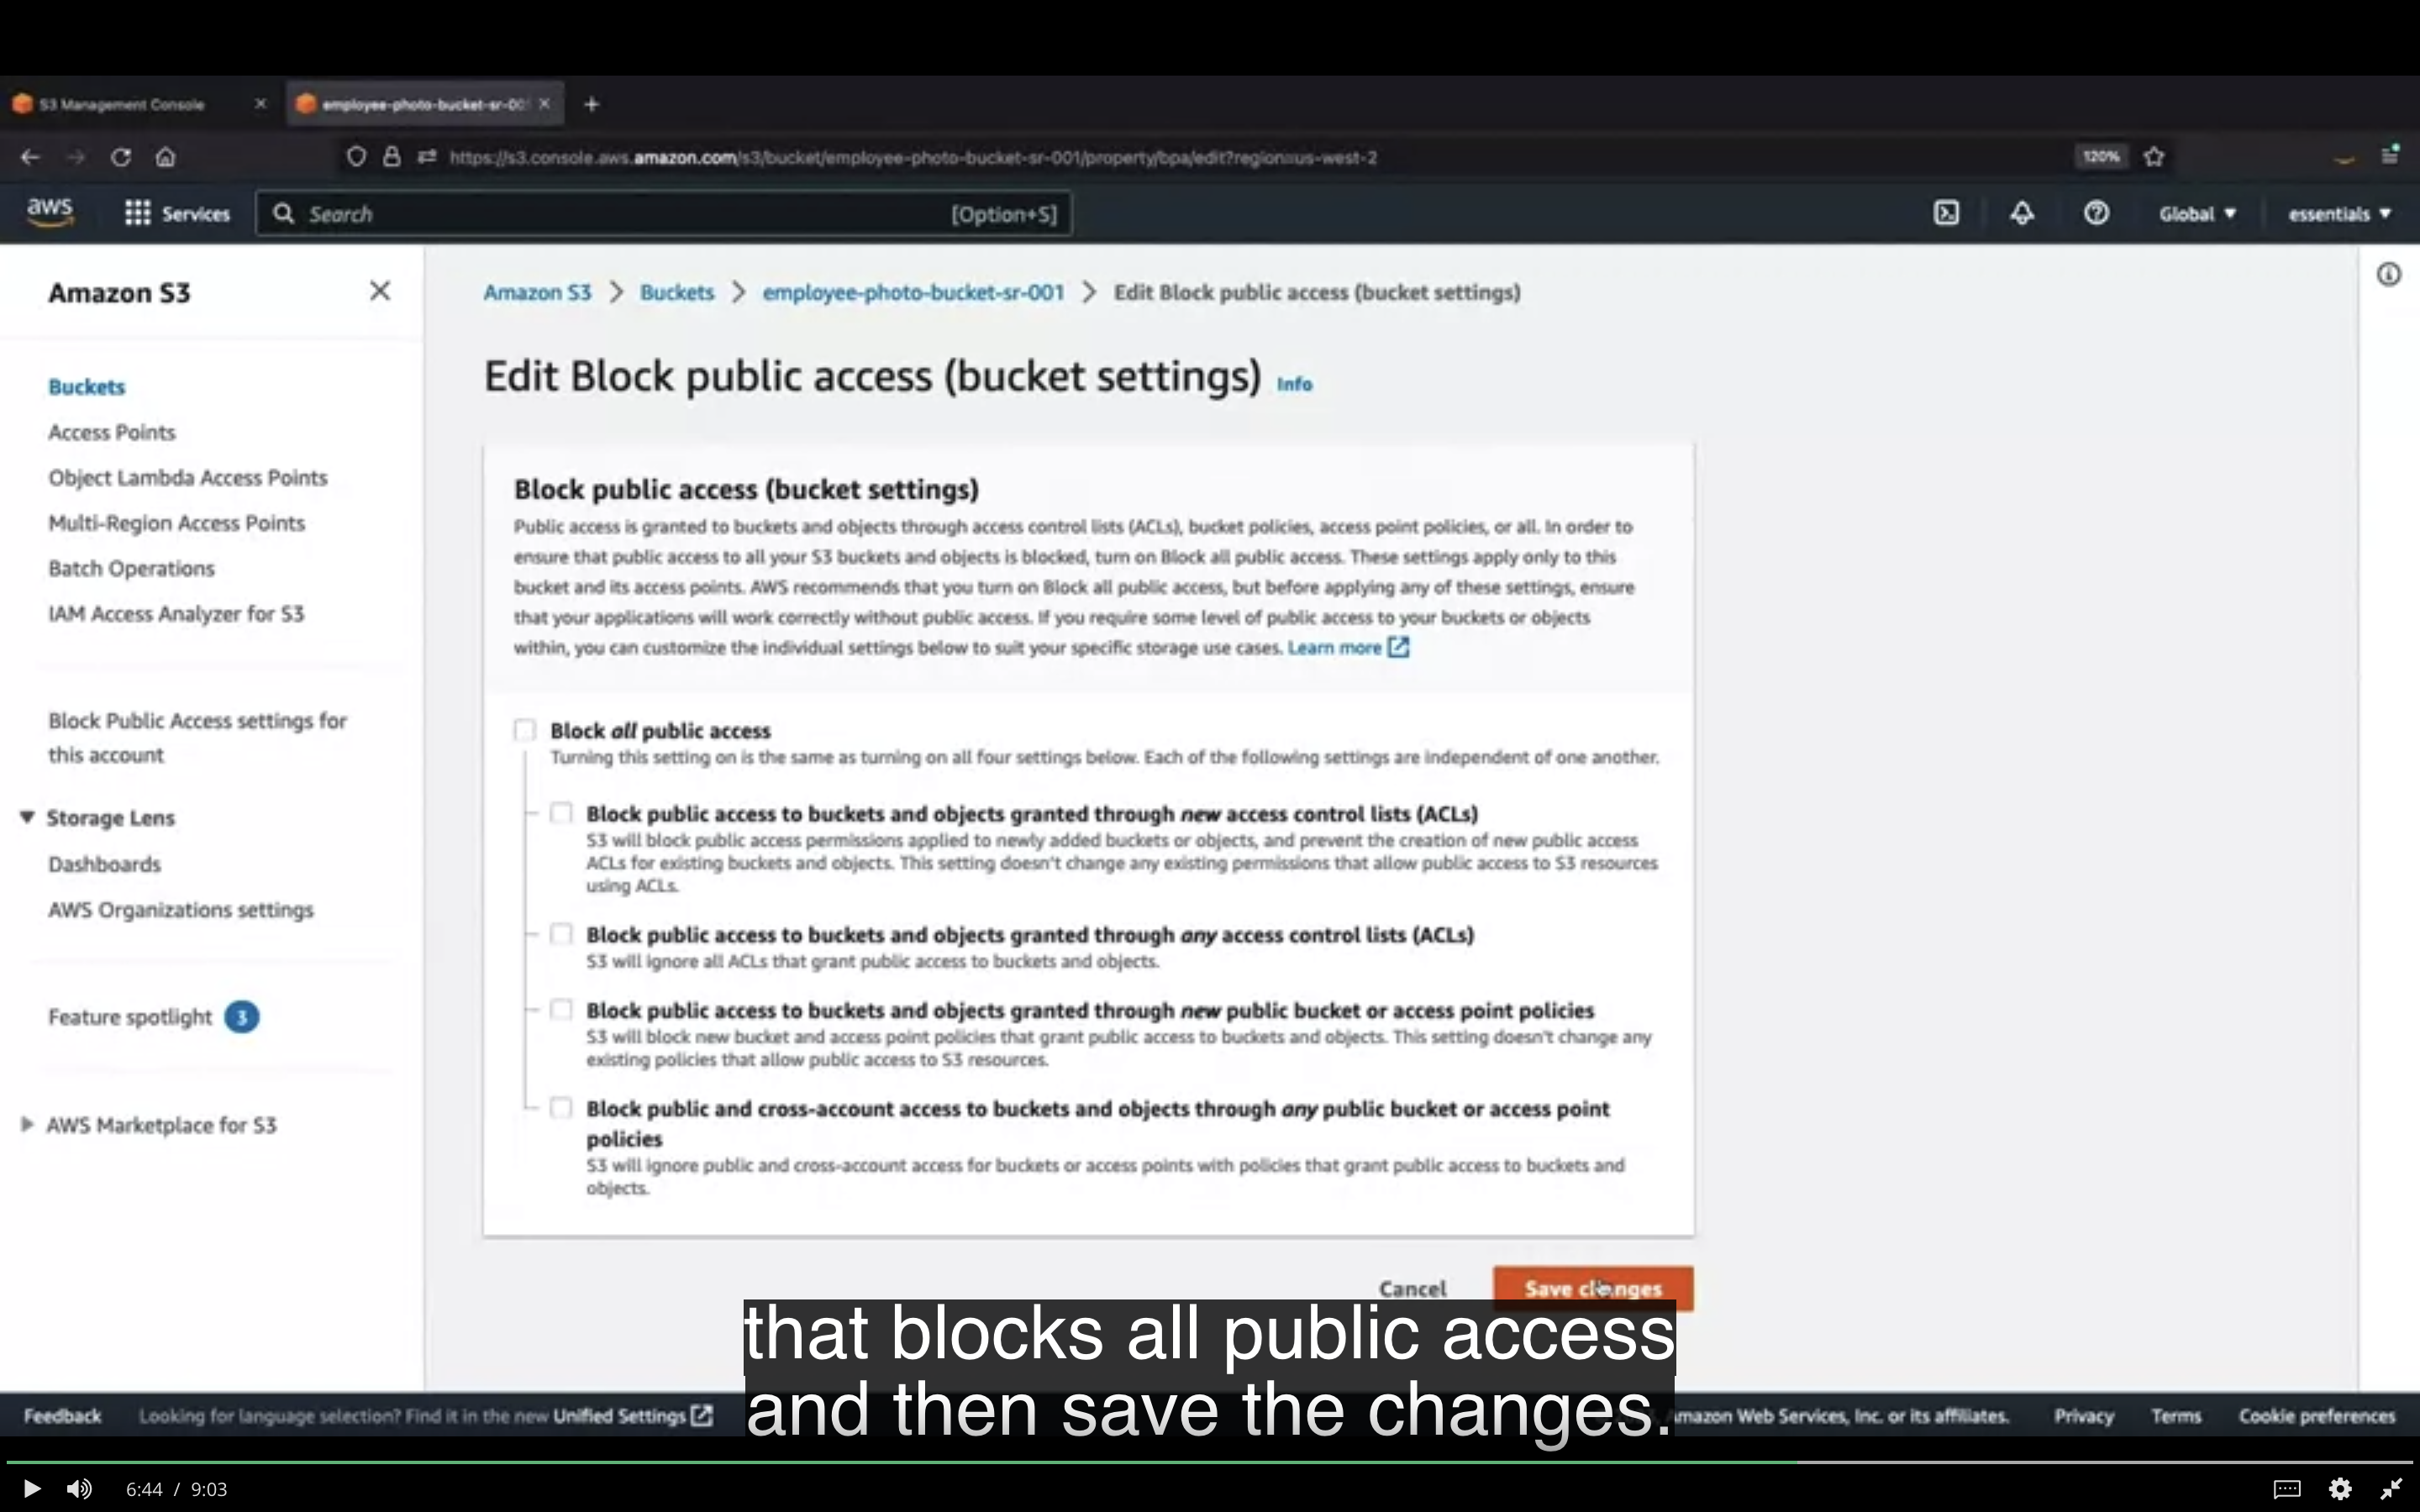 S3 Management Console
employee-photo-bucket-sr-00
https://s3.console.aws.amazon.com/s3/bucket/employee-photo-bucket-sr-001/property/bpa/edit?region=us-west-2
120%
aws
Services
Search
[Option+S]
Global
essentials
Amazon S3
Buckets
Access Points
Object Lambda Access Points
Multi-Region Access Points
Batch Operations
IAM Access Analyzer for S3
Block Public Access settings for
this account
Storage Lens
Dashboards
AWS Organizations settings
Feature spotlight 3
AWS Marketplace for S3
Amazon S3 > Buckets > employee-photo-bucket-sr-001 > Edit Block public access (bucket settings)
Edit Block public access (bucket settings) Info
Block public access (bucket settings)
Public access is granted to buckets and objects through access control lists (ACLs), bucket policies, access point policies, or all. In order to
ensure that public access to all your S3 buckets and objects is blocked, turn on Block all public access. These settings apply only to this
bucket and its access points. AWS recommends that you turn on Block all public access, but before applying any of these settings, ensure
that your applications will work correctly without public access. If you require some level of public access to your buckets or objects
within, you can customize the individual settings below to suit your specific storage use cases. Learn more
Block all public access
Turning this setting on is the same as turning on all four settings below. Each of the following settings are independent of one another.
Block public access to buckets and objects granted through new access control lists (ACLs)
S3 will block public access permissions applied to newly added buckets or objects, and prevent the creation of new public access
ACLs for existing buckets and objects. This setting doesn't change any existing permissions that allow public access to S3 resources
using ACLs.
Block public access to buckets and objects granted through any access control lists (ACLs)
S3 will ignore all ACLs that grant public access to buckets and objects.
Block public access to buckets and objects granted through new public bucket or access point policies
S3 will block new bucket and access point policies that grant public access to buckets and objects. This setting doesn't change any
existing policies that allow public access to S3 resources.
Block public and cross-account access to buckets and objects through any public bucket or access point
policies
S3 will ignore public and cross-account access for buckets or access points with policies that grant public access to buckets and
objects.
Cancel
Save changes
that blocks all public access
and then save the changes.
Feedback
Looking for language selection? Find it in the new Unified Settings
Amazon Web Services, Inc. or its affiliates.
Privacy
Terms
Cookie preferences
6:44 / 9:03